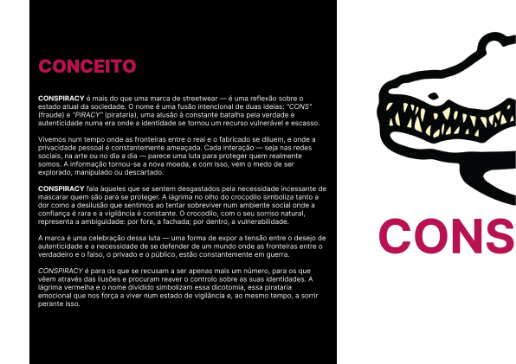 CONCEITO
CONSPIRACY é mais do que uma marca de streetwear — é uma reflexão sobre o
estado atual da sociedade. O nome é uma fusão intencional de duas ideias: "CONS"
(fraude) e "PIRACY" (pirataria), uma alusão à constante batalha pela verdade e
autenticidade numa era onde a identidade se tornou um recurso vulnerável e escasso.
Vivemos num tempo onde as fronteiras entre o real e o fabricado se diluem, e onde a
privacidade pessoal é constantemente ameaçada. Cada interação — seja nas redes
sociais, na arte ou no dia a dia — parece uma luta para proteger quem realmente
somos. A informação tornou-se a nova moeda, e com isso, vem o medo de ser
explorado, manipulado ou descartado.
CONSPIRACY fala àqueles que se sentem desgastados pela necessidade incessante de
mascarar quem são para se proteger. A lágrima no olho do crocodilo simboliza tanto a
dor como a desilusão que sentimos ao tentar sobreviver num ambiente social onde a
confiança é rara e a vigilância é constante. O crocodilo, com o seu sorriso natural,
representa a ambiguidade: por fora, a fachada; por dentro, a vulnerabilidade.
A marca é uma celebração dessa luta — uma forma de expor a tensão entre o desejo de
autenticidade e a necessidade de se defender de um mundo onde as fronteiras entre o
verdadeiro e o falso, o privado e o público, estão constantemente em guerra.
CONSPIRACY é para os que se recusam a ser apenas mais um número, para os que
vêem através das ilusões e procuram reaver o controlo sobre as suas identidades. A
lágrima vermelha e o nome dividido simbolizam essa dicotomia, essa pirataria
emocional que nos força a viver num estado de vigilância e, ao mesmo tempo, a sorrir
perante isso.
CONS